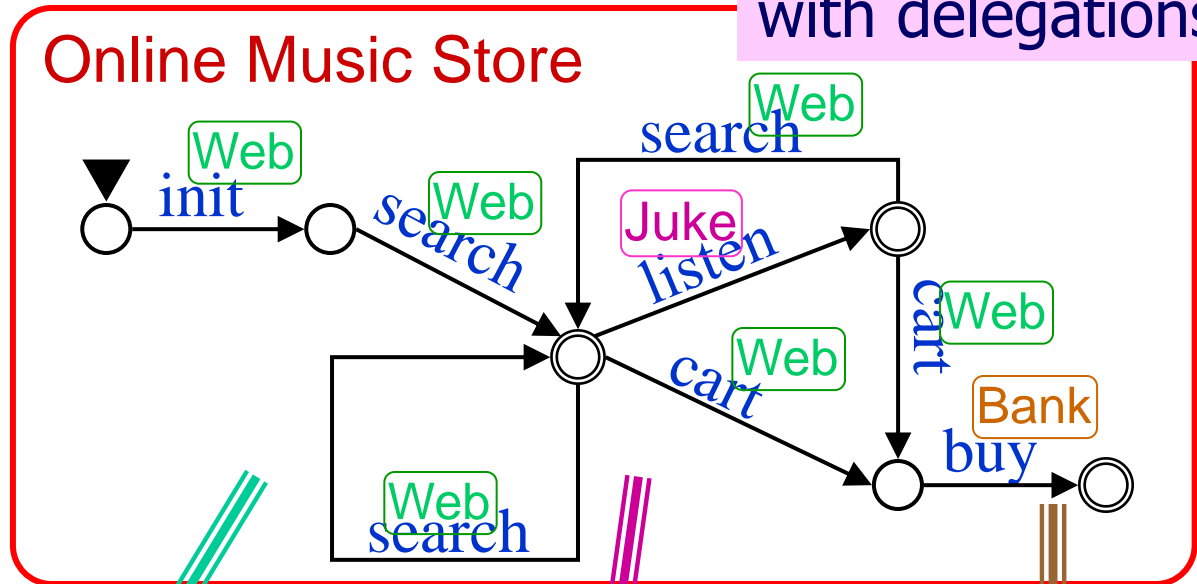 with delegations
Online Music Store
Web
init
Web
search
Web
search
Juke
listen
Web
cart
Web
cart
Bank
buy
Web
search